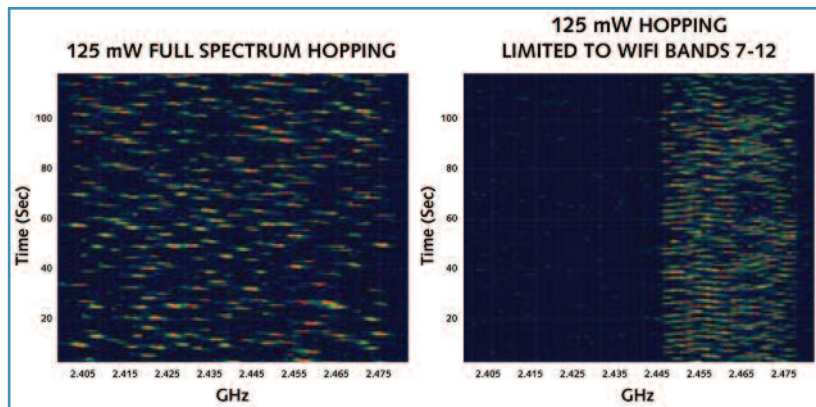 125 mW FULL SPECTRUM HOPPING
Time (Sec)
100
80
60
40
20
2.405 2.415 2.425 2.435 2.445 2.455 2.465 2.475
GHz
125 mW HOPPING
LIMITED TO WIFI BANDS 7-12
Time (Sec)
100
80
60
40
20
2.405 2.415 2.425 2.435 2.445 2.455 2.465 2.475
GHz